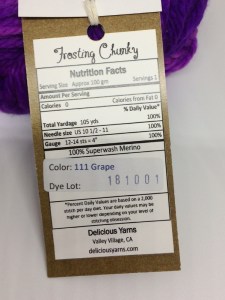 Frosting Chunky
Nutrition Facts
Serving Size Approx 100 gm Servings 1
Amount Per Serving
Calories 0 Calories from Fat 0
% Daily Value*
Total Yardage 105 yds 100%
Needle size US 10 1/2 - 11 100%
Gauge 12-14 sts = 4" 100%
100% Superwash Merino
Color: 111 Grape
Dye Lot: 181001
*Percent Daily Values are based on a 2,000
stitch per day diet. Your daily values may be
higher or lower depending on your level of
stitching obsession.
Delicious Yarns
Valley Village, CA
deliciousyarns.com